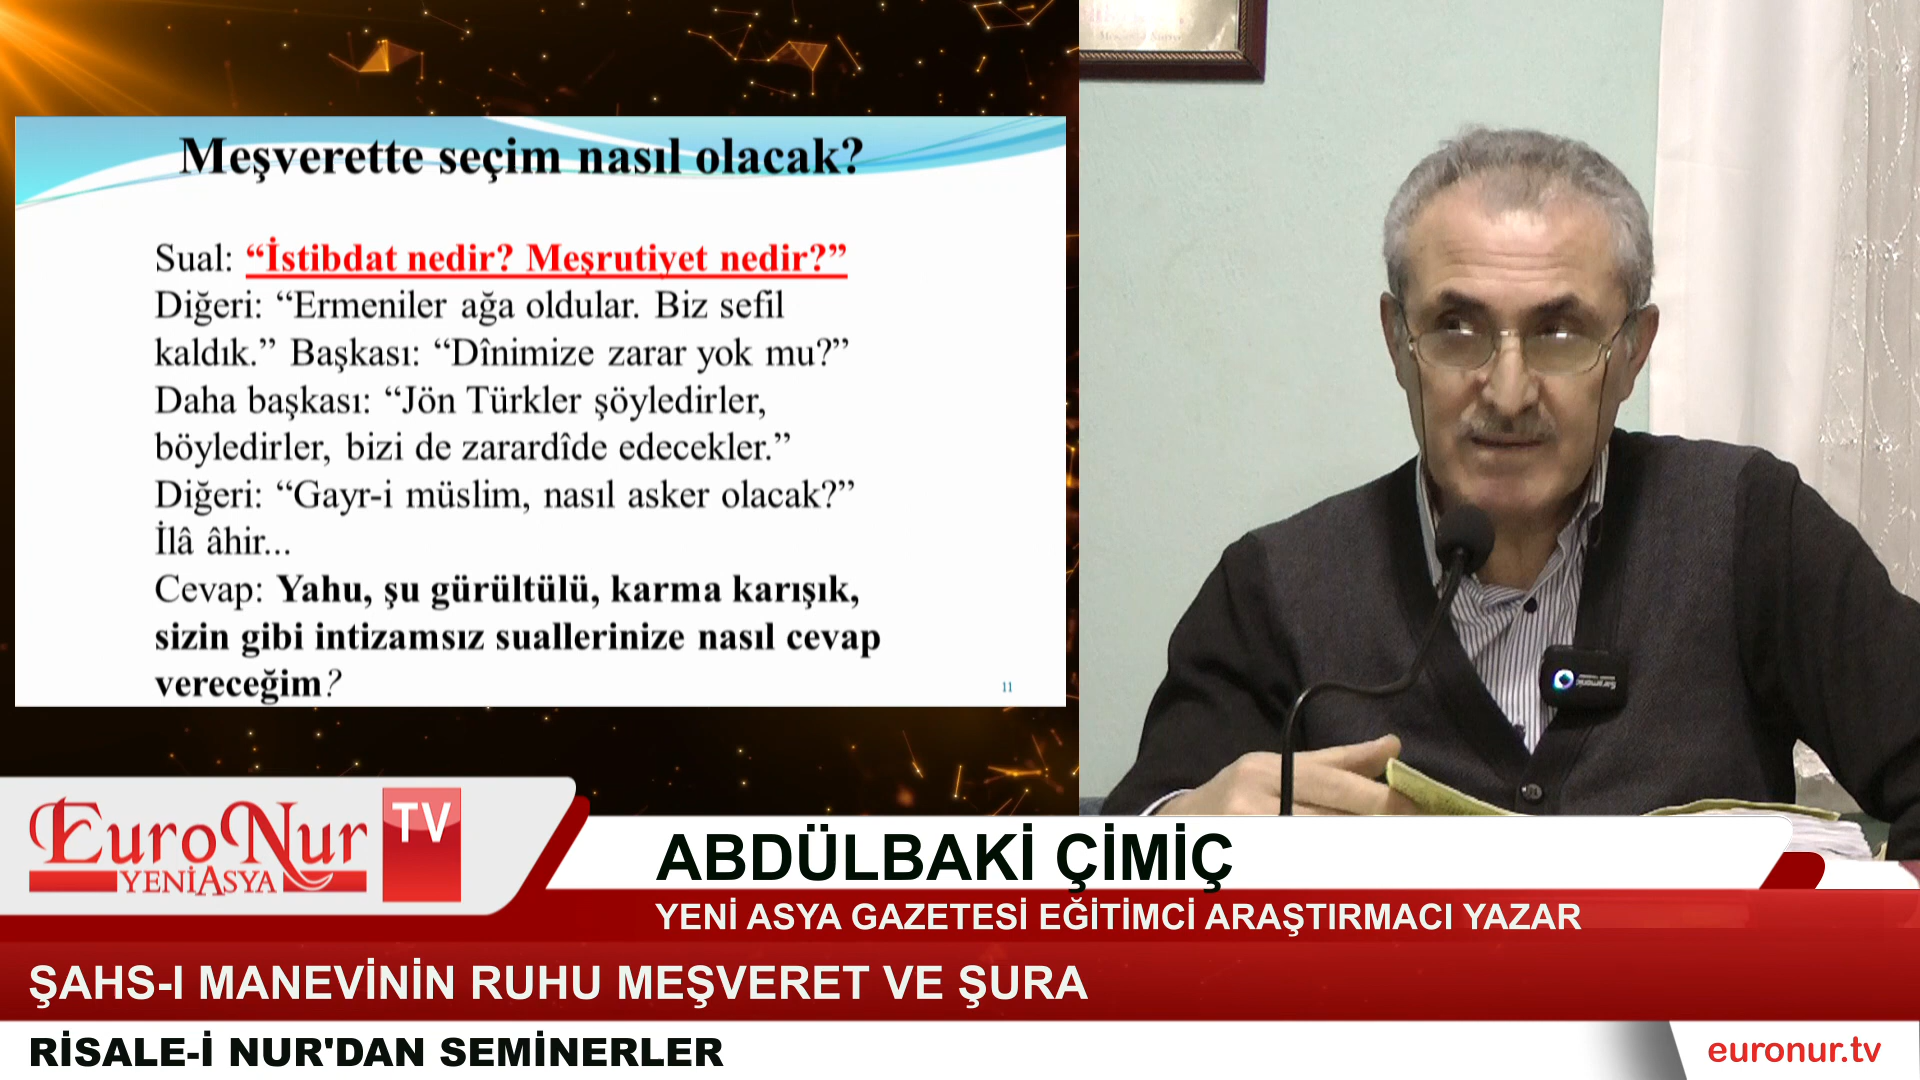 Meşverette seçim nasıl olacak?
Sual: “İstibdat nedir? Meşrutiyet nedir?”
Diğeri: “Ermeniler ağa oldular. Biz sefil
kaldık.” Başkası: “Dînimize zarar yok mu?”
Daha başkası: “Jön Türkler şöyledirler,
böyledirler, bizi de zarardîde edecekler.”
Diğeri: “Gayr-i müslim, nasıl asker olacak?”
İlâ âhir...
Cevap: Yahu, şu gürültülü, karma karışık,
sizin gibi intizamsız suallerinize nasıl cevap
vereceğim?
11
Saramonic
EuroNur TV
YENİASYA
ABDÜLBAKİ ÇİMİÇ
YENİ ASYA GAZETESİ EĞİTİMCİ ARAŞTIRMACI YAZAR
ŞAHS-I MANEVİNİN RUHU MEŞVERET VE ŞURA
RİSALE-İ NUR'DAN SEMİNERLER
euronur.tv